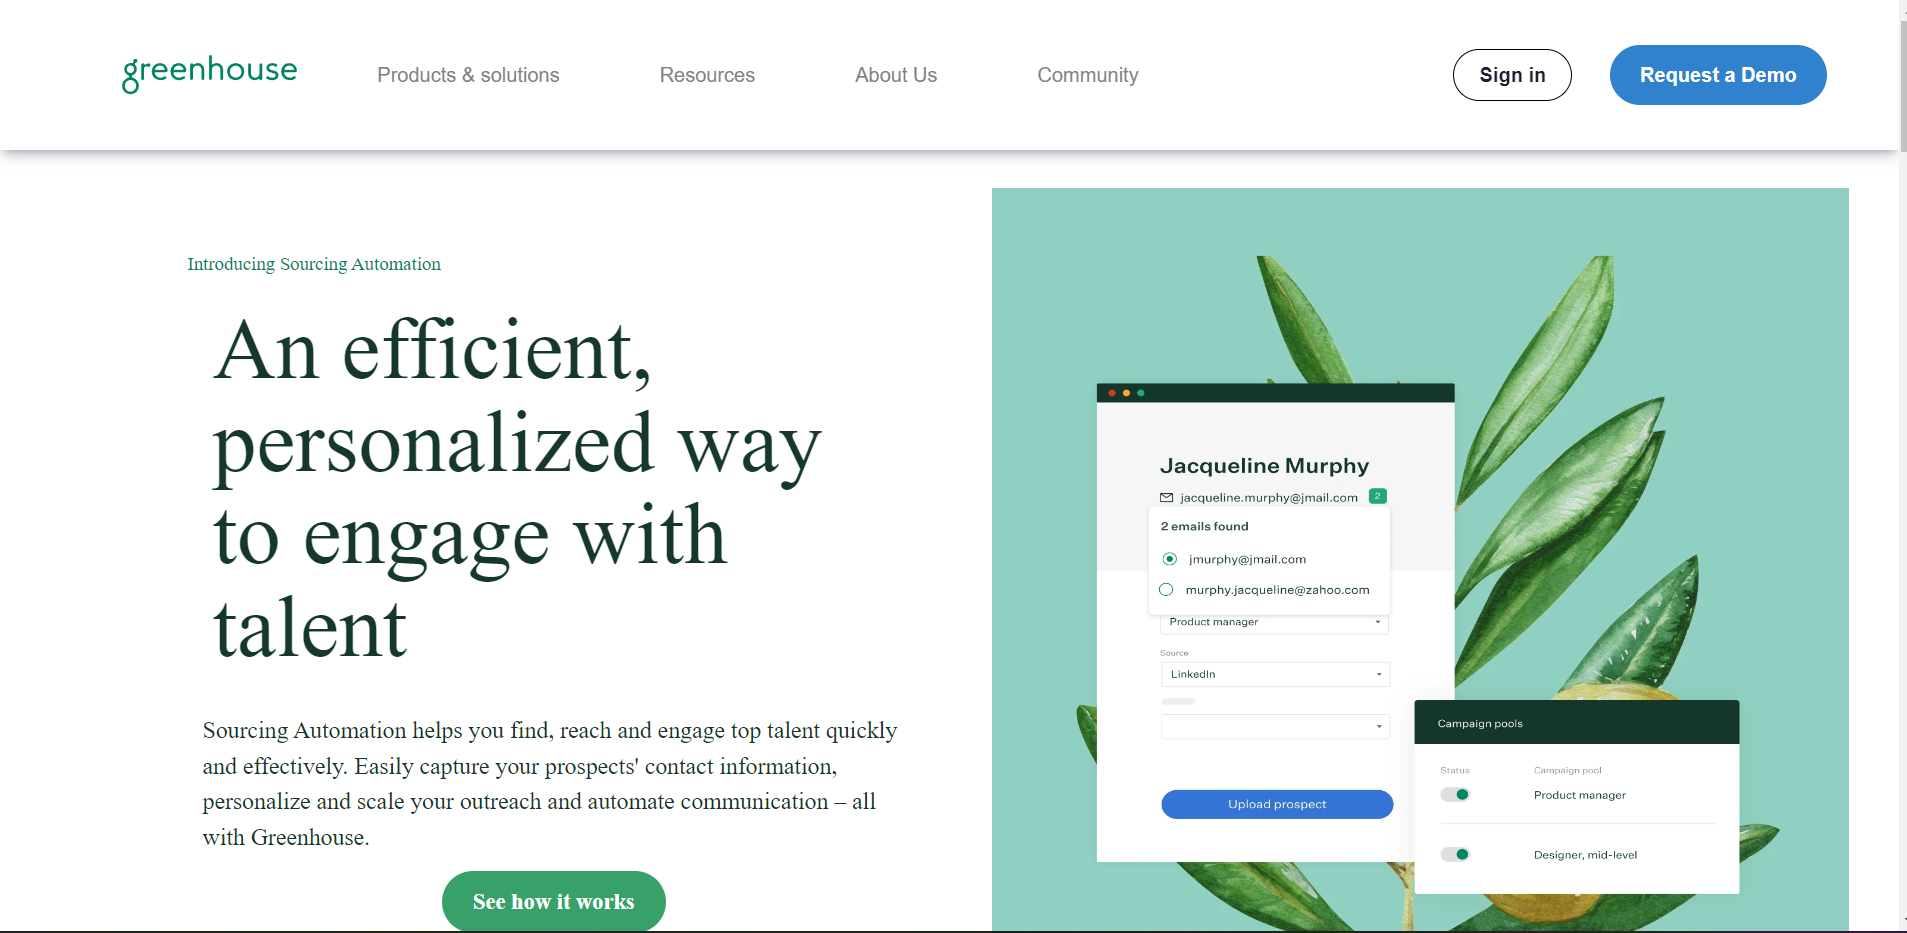 greenhouse
Products & solutions
Resources
About Us
Community
Sign in
Request a Demo
Introducing Sourcing Automation
An efficient,
personalized way
to engage with
talent
Sourcing Automation helps you find, reach and engage top talent quickly
and effectively. Easily capture your prospects' contact information,
personalize and scale your outreach and automate communication – all
with Greenhouse.
See how it works
Jacqueline Murphy
jacqueline.murphy@jmail.com 2
2 emails found
jmurphy@jmail.com
murphy.jacqueline@zahoo.com
Product manager
Source
LinkedIn
Upload prospect
Campaign pools
Status Campaign pool
Product manager
Designer, mid-level